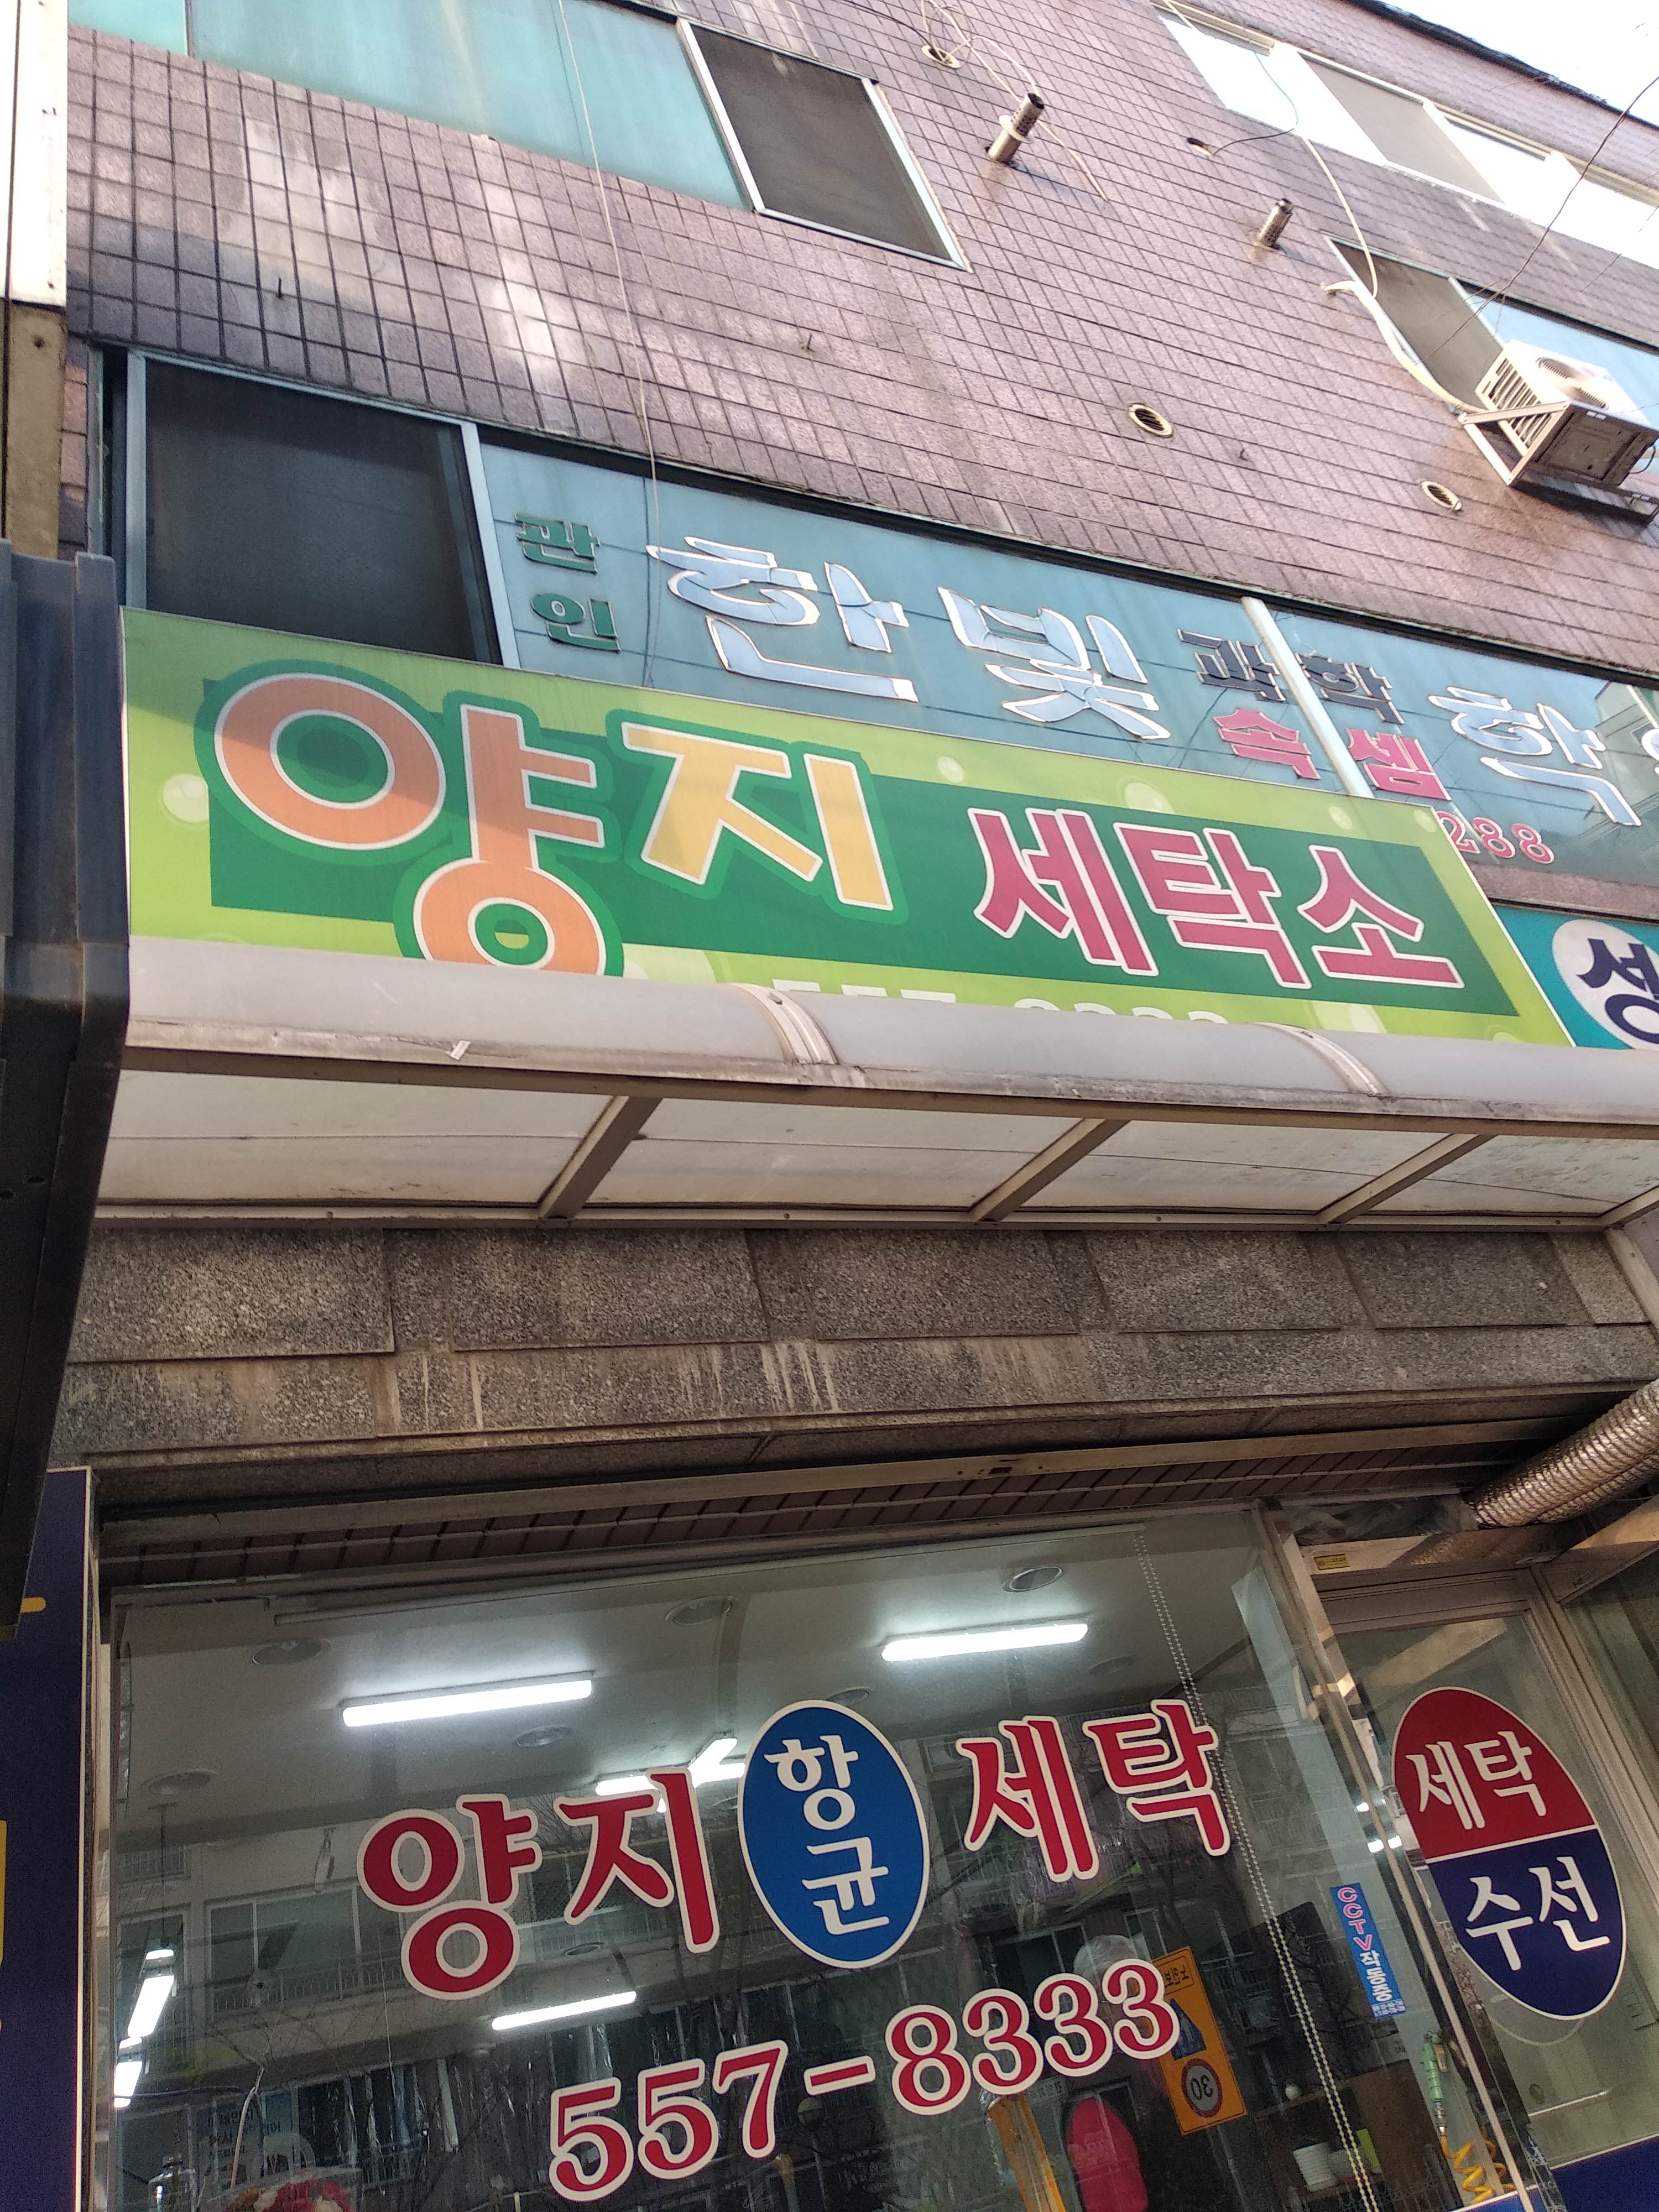 관인
한빛
과학
속셈
학
288
양지 세탁소
성
양지 항균 세탁
557-8333
세탁
수선
CCTV작동중
30